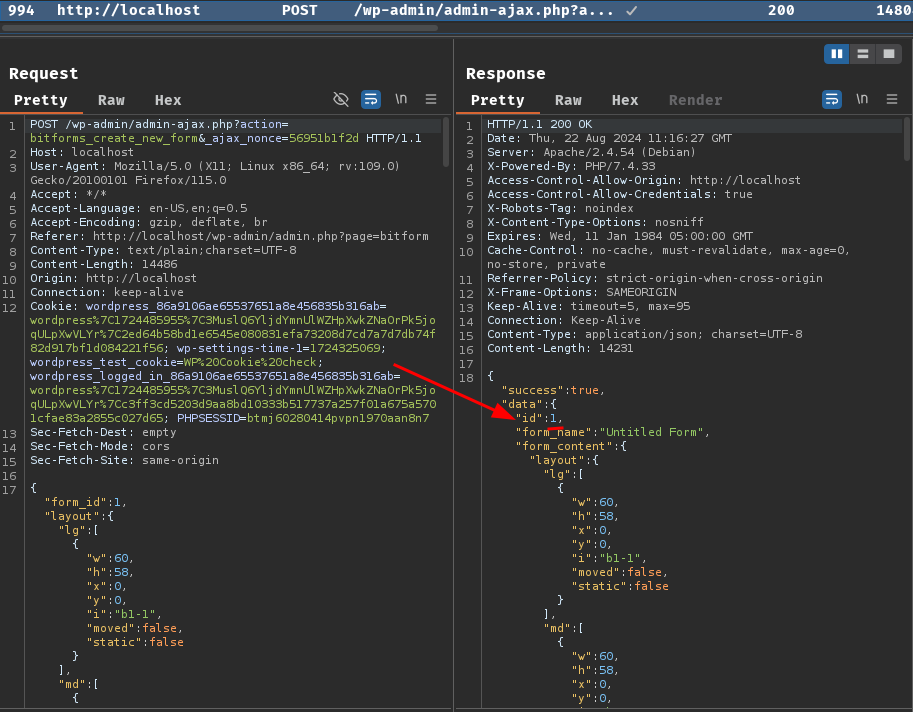 994 http://localhost POST /wp-admin/admin-ajax.php?a... ✓ 200 1480
Request
Pretty Raw Hex
\n
1 POST /wp-admin/admin-ajax.php?action=
bitforms_create_new_form&_ajax_nonce=56951b1f2d HTTP/1.1
2 Host: localhost
3 User-Agent: Mozilla/5.0 (X11; Linux x86_64; rv:109.0)
Gecko/20100101 Firefox/115.0
4 Accept: */*
5 Accept-Language: en-US,en;q=0.5
6 Accept-Encoding: gzip, deflate, br
7 Referer: http://localhost/wp-admin/admin.php?page=bitform
8 Content-Type: text/plain;charset=UTF-8
9 Content-Length: 14486
10 Origin: http://localhost
11 Connection: keep-alive
12 Cookie: wordpress_86a9106ae65537651a8e456835b316ab=
wordpress%7C1724485955%7C3MuslQ6YljdYmnUlWZHpXwkZNaOrPk5jo
qULpXwVLYr%7C2ed64b58bd1e6545e080831efa73208d7cd7a7d7db74f
82d917bf1d084221f56; wp-settings-time-1=1724325069;
wordpress_test_cookie=WP%20Cookie%20check;
wordpress_logged_in_86a9106ae65537651a8e456835b316ab=
wordpress%7C1724485955%7C3MuslQ6YljdYmnUlWZHpXwkZNaOrPk5jo
qULpXwVLYr%7Cc3ff3cd5203d9aa8bd10333b517737a257f01a675a570
1cfae83a2855c027d65; PHPSESSID=btmj60280414pvpn1970aan8n7
13 Sec-Fetch-Dest: empty
14 Sec-Fetch-Mode: cors
15 Sec-Fetch-Site: same-origin
16
17 {
"form_id":1,
"layout":{
"lg":[
{
"w":60,
"h":58,
"x":0,
"y":0,
"i":"b1-1",
"moved":false,
"static":false
}
],
"md":[
{
Response
Pretty Raw Hex Render
\n
1 HTTP/1.1 200 OK
2 Date: Thu, 22 Aug 2024 11:16:27 GMT
3 Server: Apache/2.4.54 (Debian)
4 X-Powered-By: PHP/7.4.33
5 Access-Control-Allow-Origin: http://localhost
6 Access-Control-Allow-Credentials: true
7 X-Robots-Tag: noindex
8 X-Content-Type-Options: nosniff
9 Expires: Wed, 11 Jan 1984 05:00:00 GMT
10 Cache-Control: no-cache, must-revalidate, max-age=0,
no-store, private
11 Referrer-Policy: strict-origin-when-cross-origin
12 X-Frame-Options: SAMEORIGIN
13 Keep-Alive: timeout=5, max=95
14 Connection: Keep-Alive
15 Content-Type: application/json; charset=UTF-8
16 Content-Length: 14231
17
18 {
"success":true,
"data":{
"id":1,
"form_name":"Untitled Form",
"form_content":{
"layout":{
"lg":[
{
"w":60,
"h":58,
"x":0,
"y":0,
"i":"b1-1",
"moved":false,
"static":false
}
],
"md":[
{
"w":60,
"h":58,
"x":0,
"y":0,